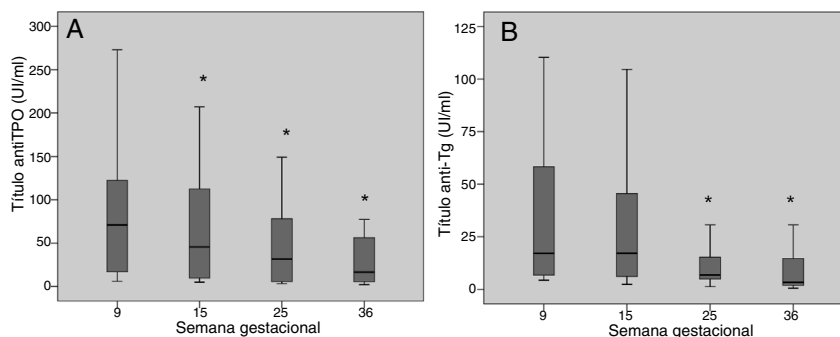 A
Título antiTPO (UI/ml)
300
250
200
150
100
50
0
*
*
*
9 15 25 36
Semana gestacional
B
Título anti-Tg (UI/ml)
125
100
75
50
25
0
* *
9 15 25 36
Semana gestacional